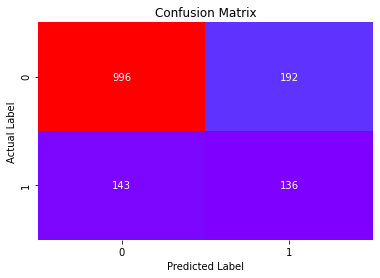 Confusion Matrix
Actual Label
0
996
192
1
143
136
0
1
Predicted Label